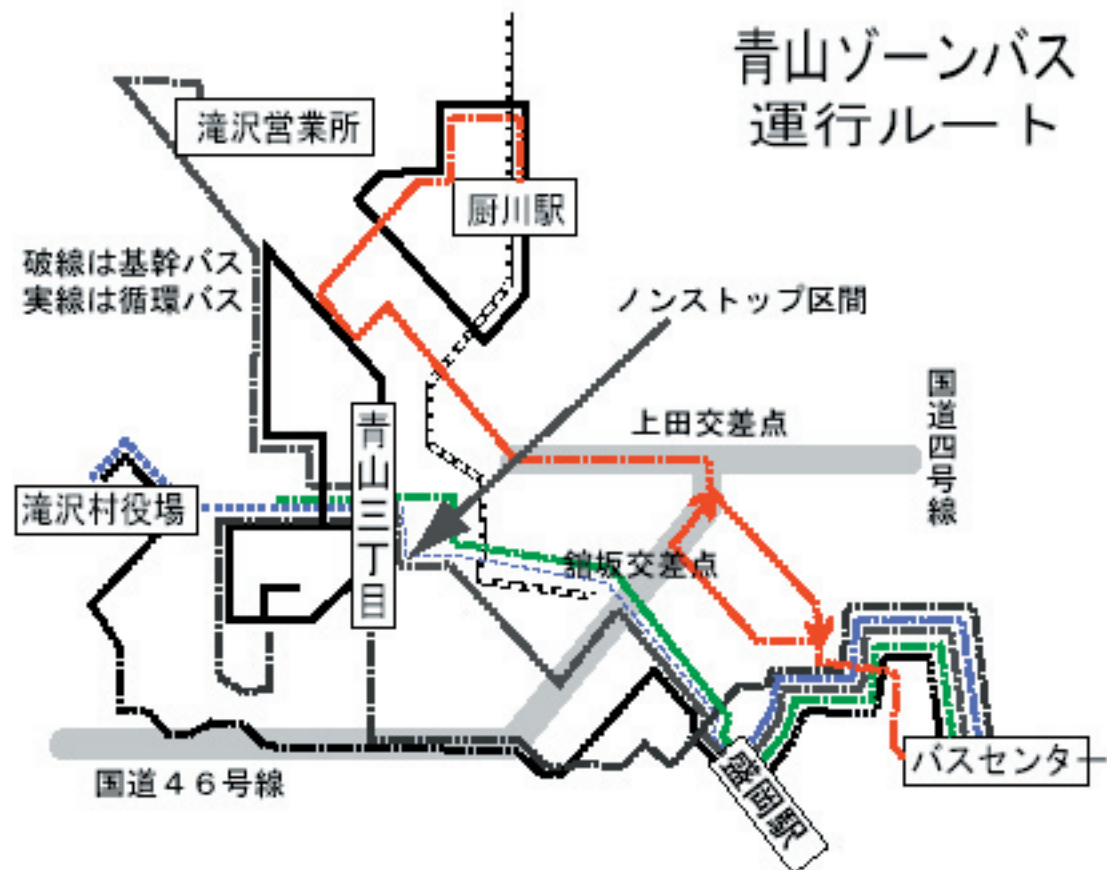 青山ゾーンバス
運行ルート
滝沢営業所
厨川駅
破線は基幹バス
実線は循環バス
ノンストップ区間
国道四号線
上田交差点
青山三丁目
滝沢村役場
舘坂交差点
バスセンター
盛岡駅
国道４６号線